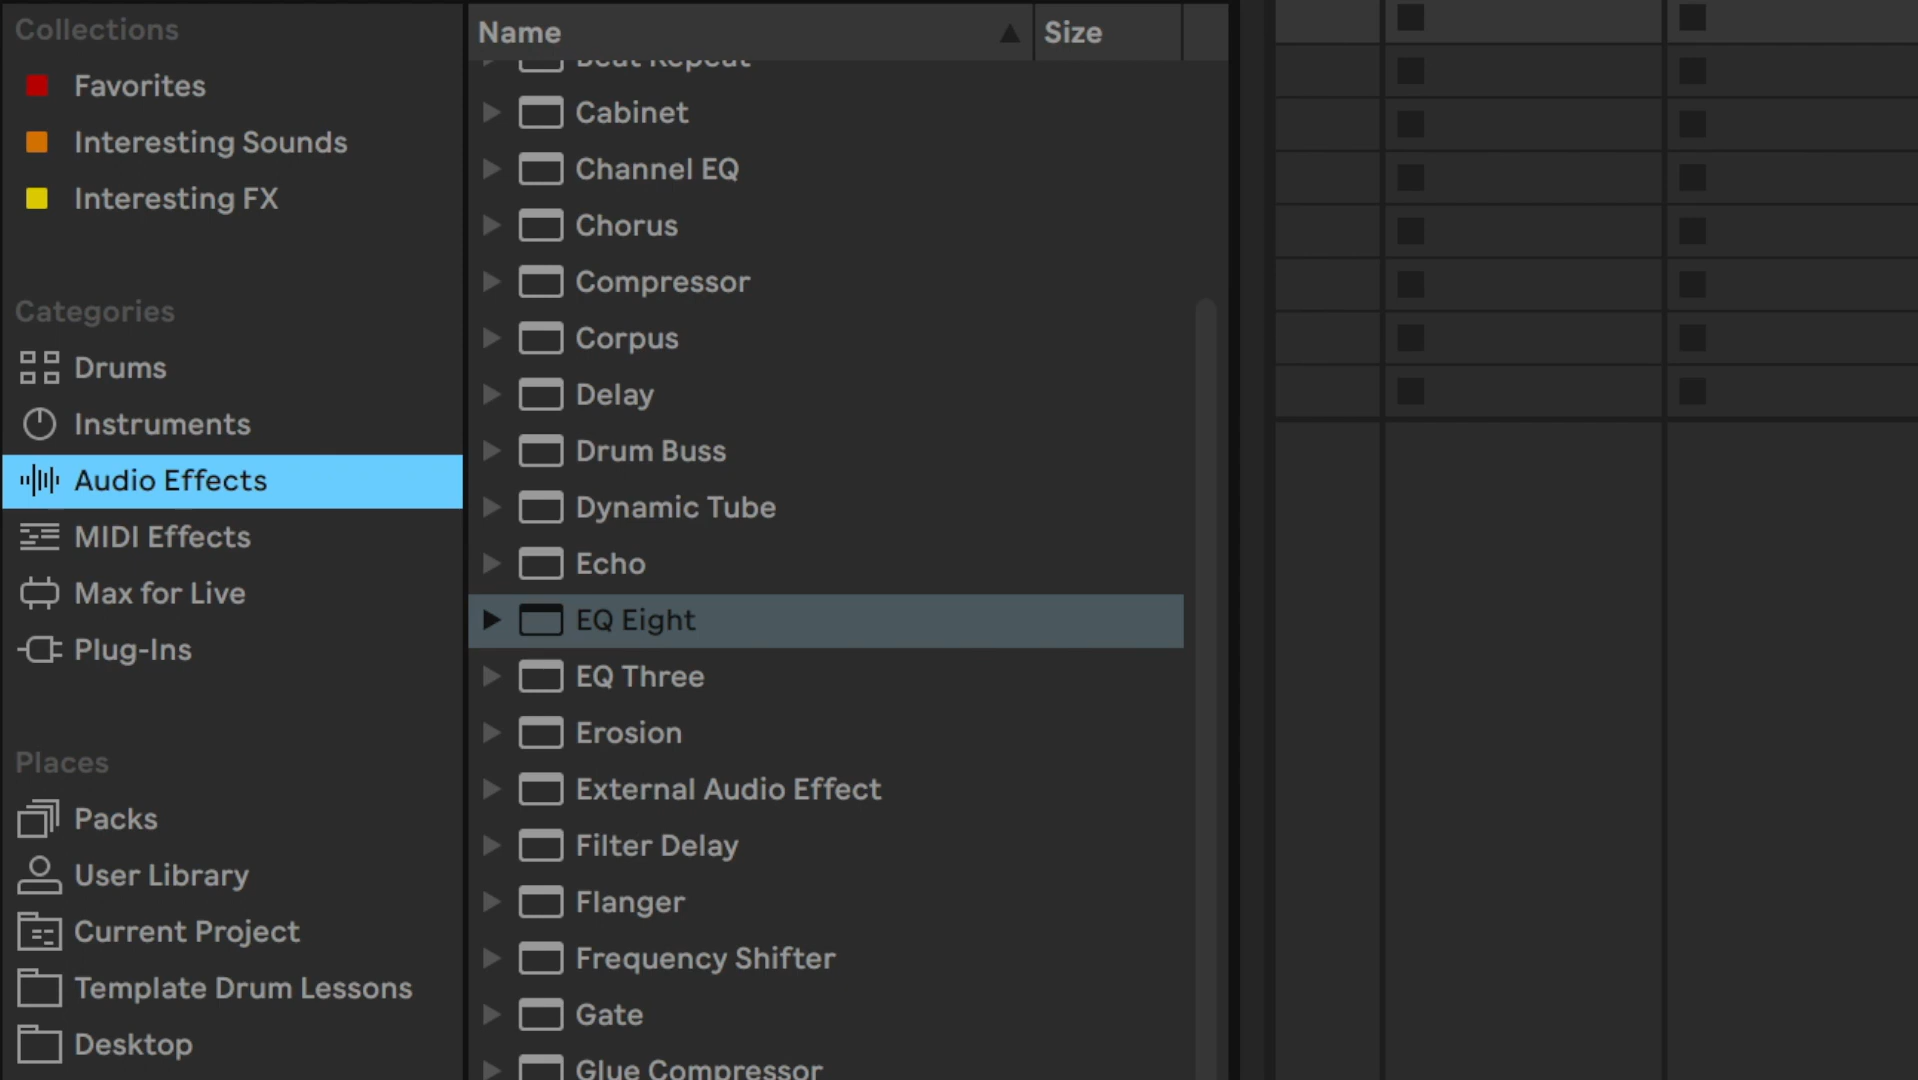 Collections
Favorites
Interesting Sounds
Interesting FX
Categories
Drums
Instruments
Audio Effects
MIDI Effects
Max for Live
Plug-Ins
Places
Packs
User Library
Current Project
Template Drum Lessons
Desktop
Name
Size
Beat Repeat
Cabinet
Channel EQ
Chorus
Compressor
Corpus
Delay
Drum Buss
Dynamic Tube
Echo
EQ Eight
EQ Three
Erosion
External Audio Effect
Filter Delay
Flanger
Frequency Shifter
Gate
Glue Compressor